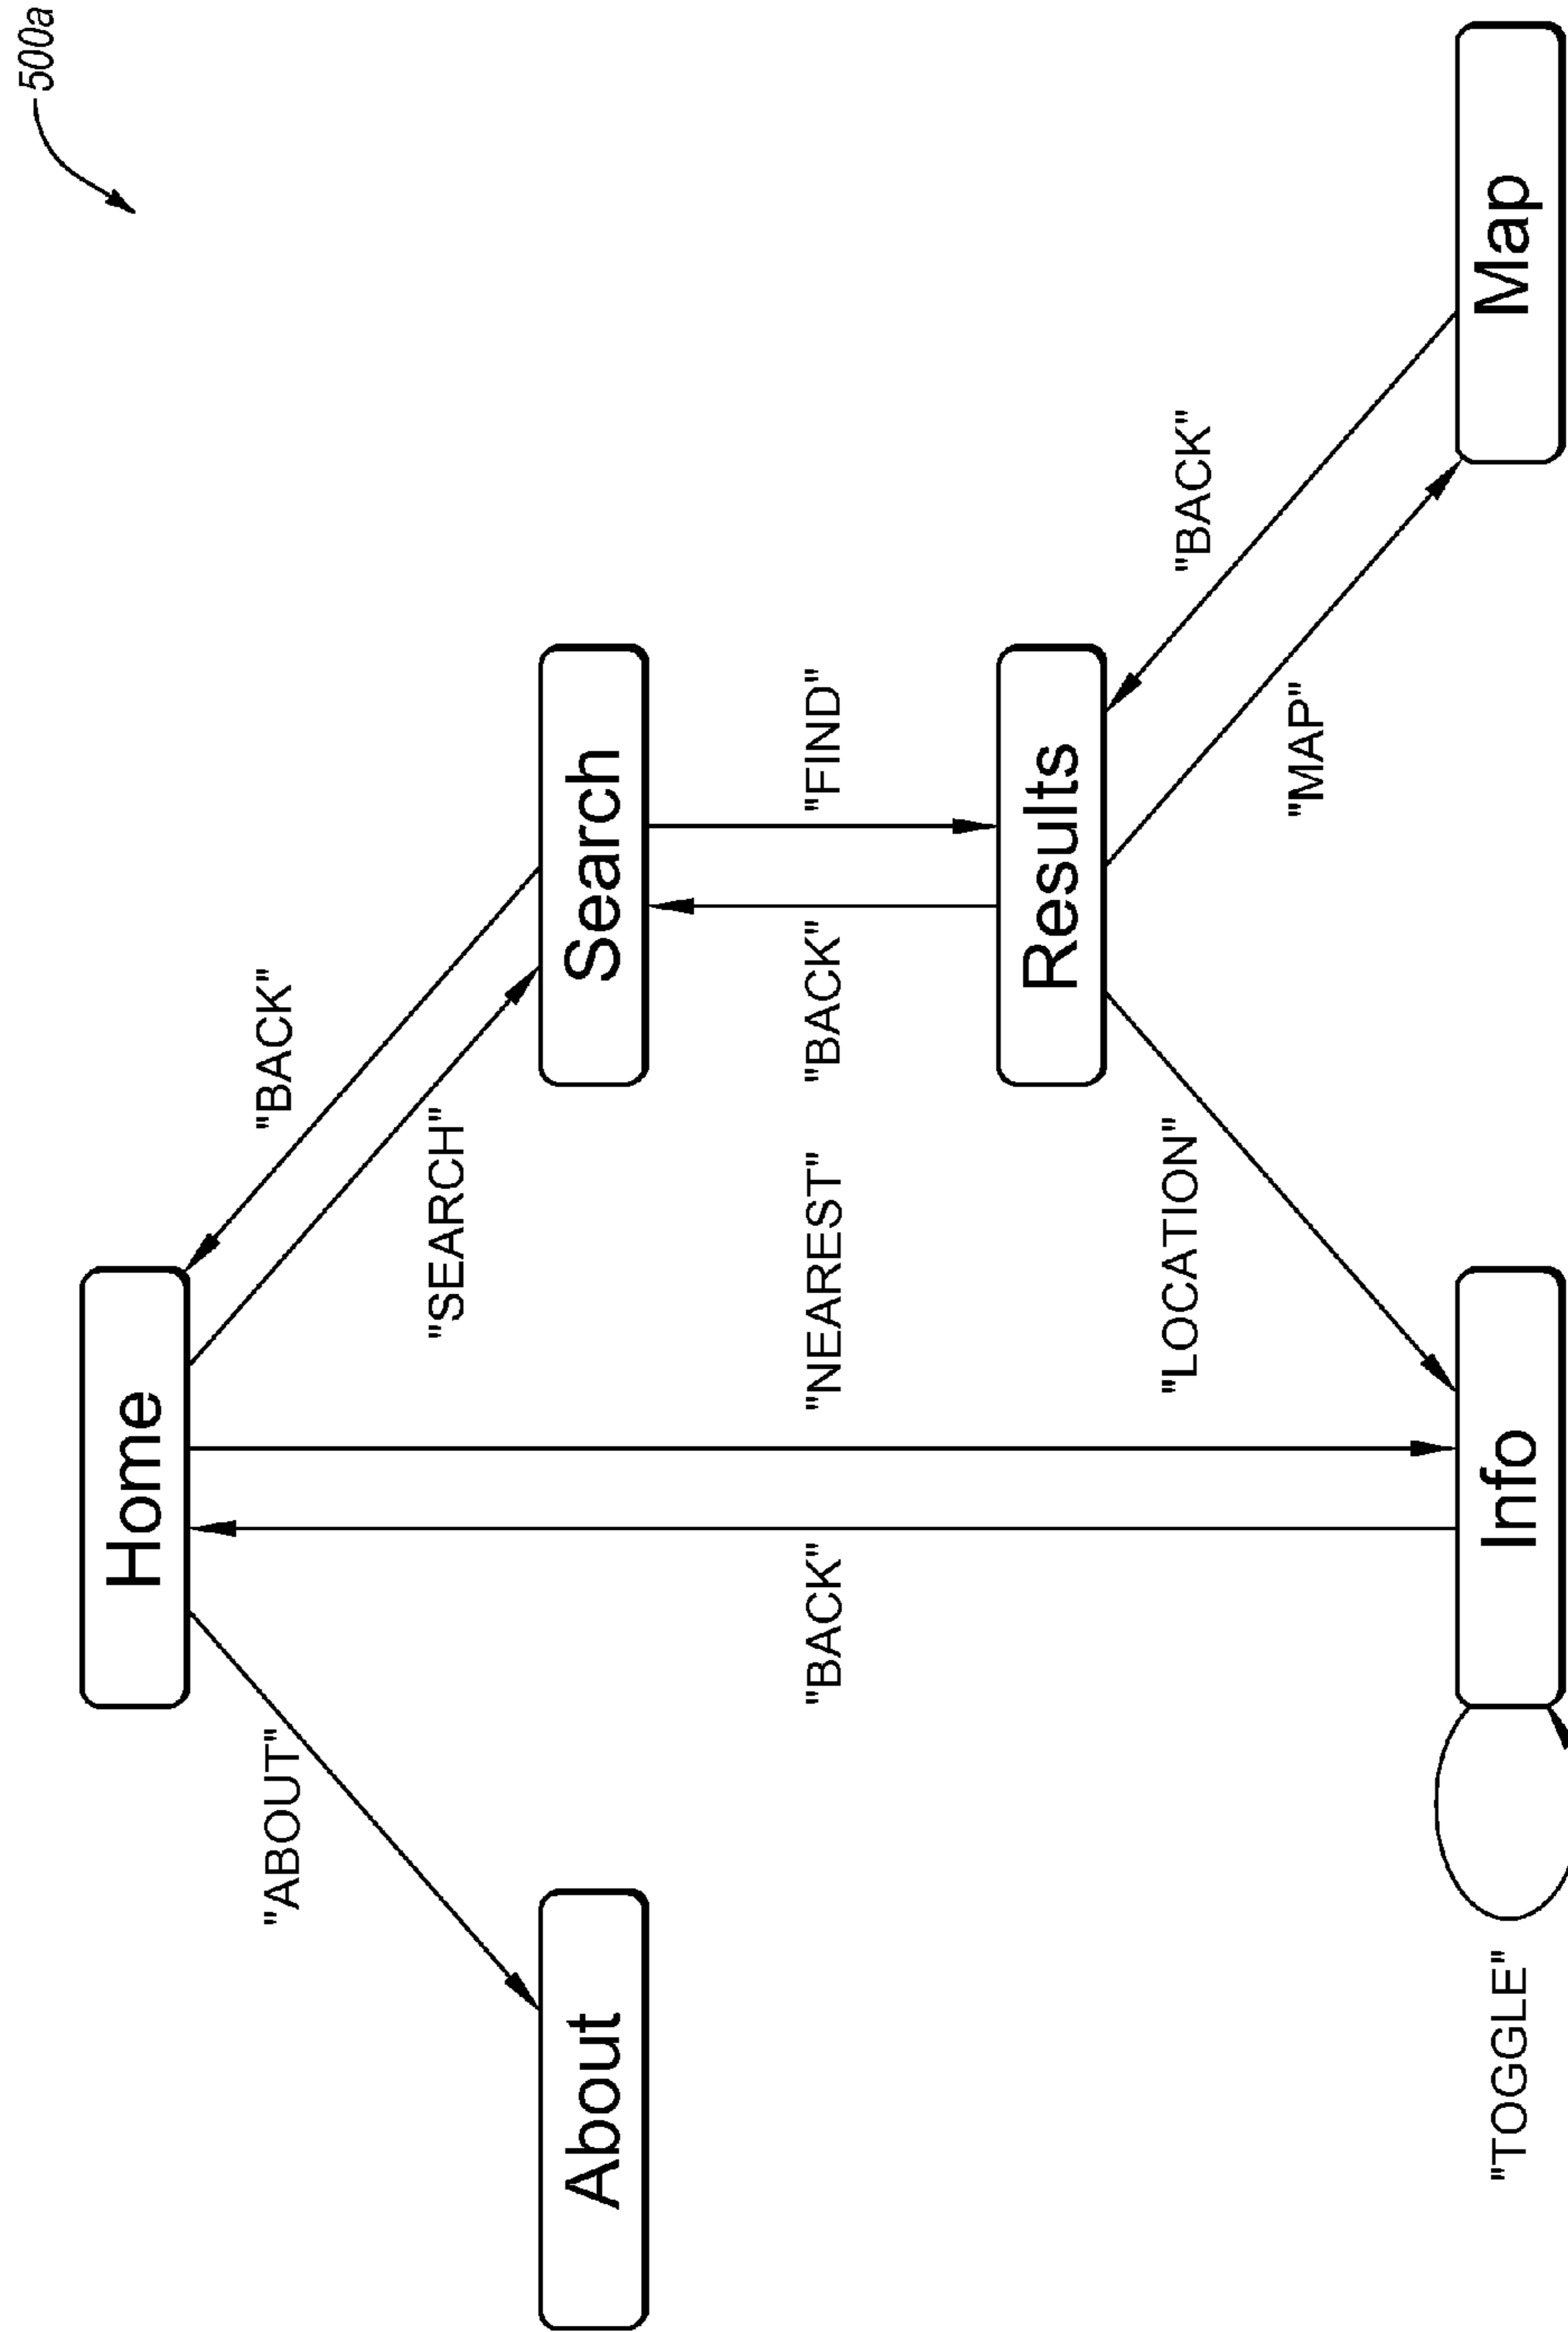 500a
Home
"ABOUT"
"BACK"
"SEARCH"
About
Search
"BACK"
"NEAREST"
"BACK"
"FIND"
Results
"LOCATION"
"BACK"
"MAP"
"TOGGLE"
Info
Map